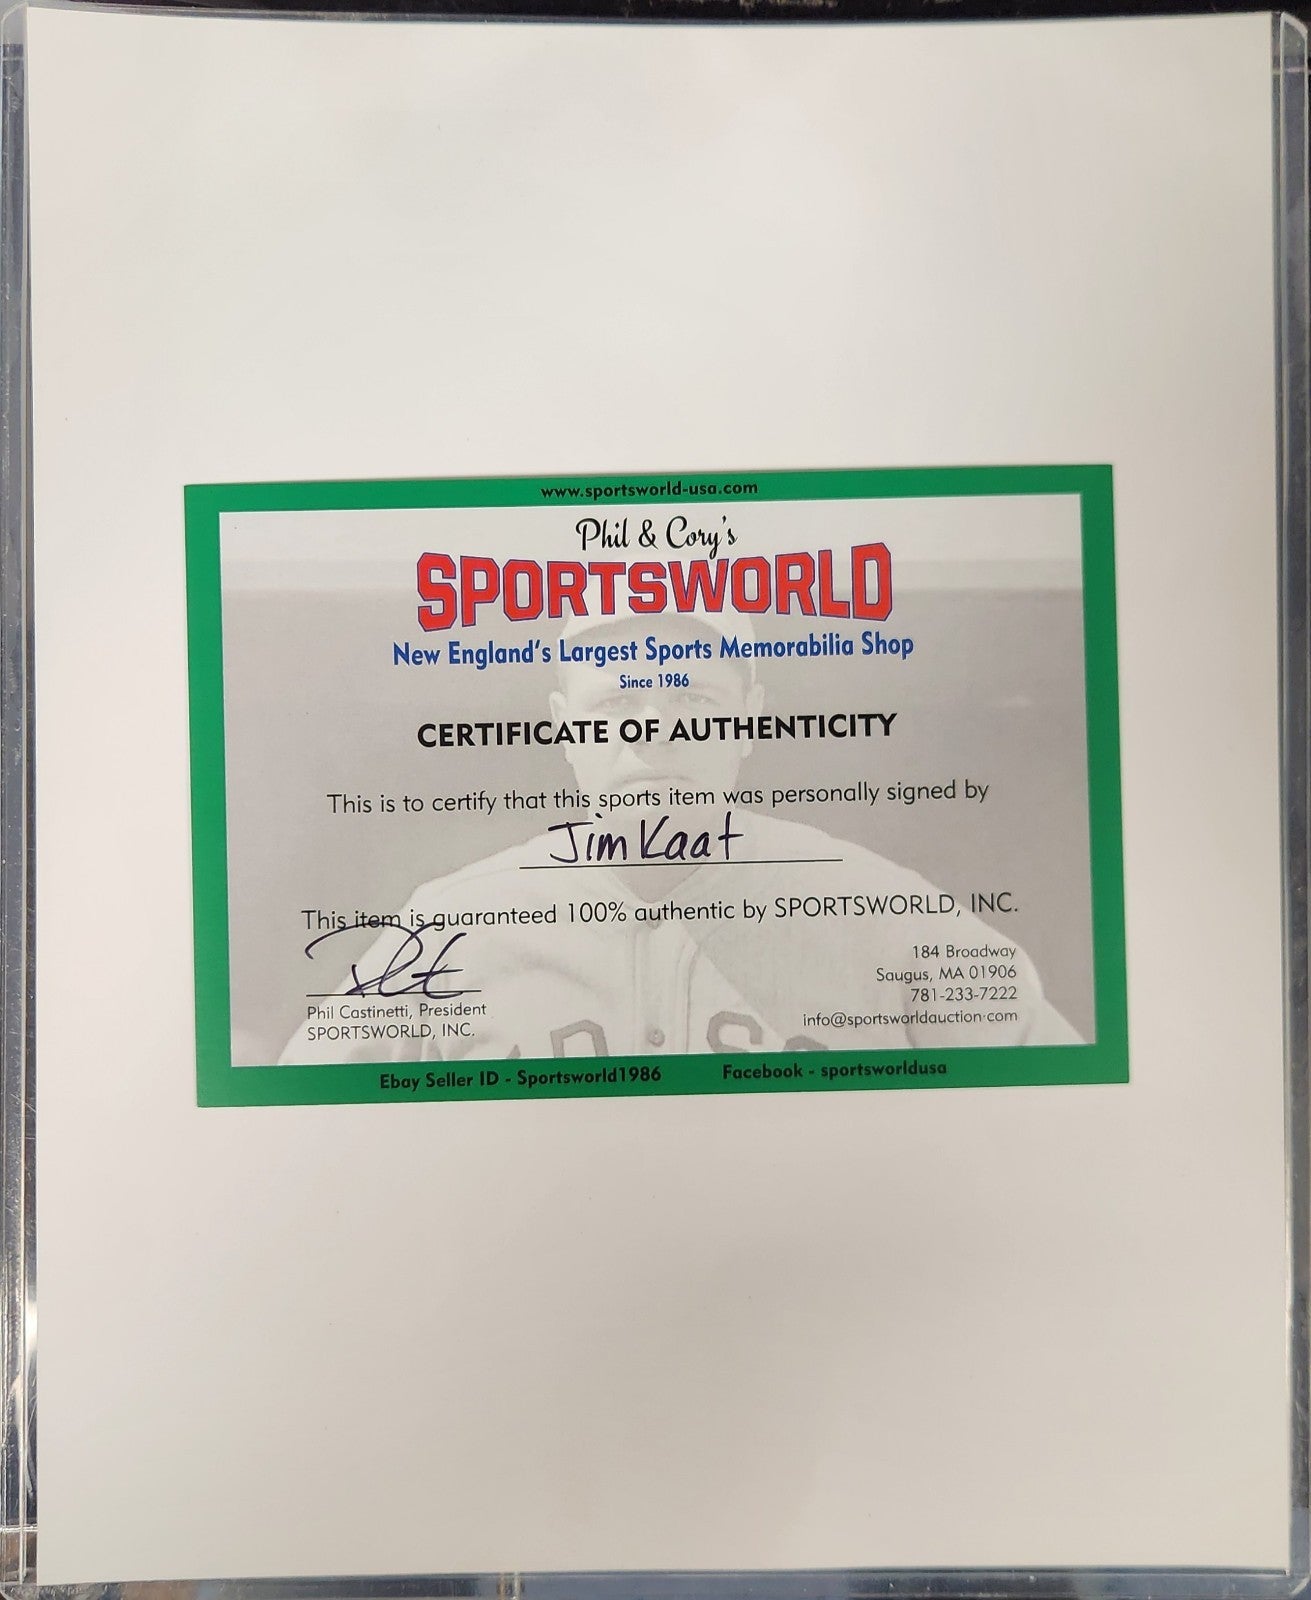 www.sportsworld-usa.com
Phil & Cory's
SPORTSWORLD
New England's Largest Sports Memorabilia Shop
Since 1986
CERTIFICATE OF AUTHENTICITY
This is to certify that this sports item was personally signed by
Jim Kaat
This item is guaranteed 100% authentic by SPORTSWORLD, INC.
Phil Castinetti, President
SPORTSWORLD, INC.
184 Broadway
Saugus, MA 01906
781-233-7222
info@sportsworldauction.com
Ebay Seller ID - Sportsworld1986
Facebook - sportsworldusa